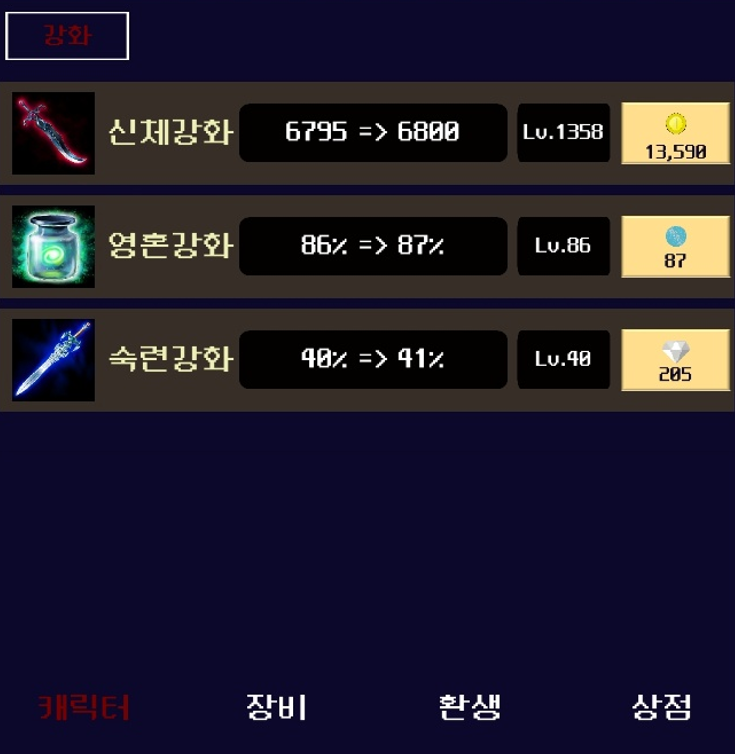 강화
신체강화 6795 => 6800 Lv.1358 13,590
영혼강화 86% => 87% Lv.86 87
숙련강화 40% => 41% Lv.40 205
캐릭터 장비 환생 상점